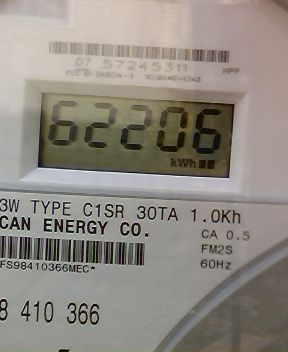 07 57245311
HPP
62206
kWh
3W TYPE C1SR 30TA 1.0Kh
CAN ENERGY CO.
CA 0.5
FM2S
60Hz
FS98410366MEC*
8 410 366